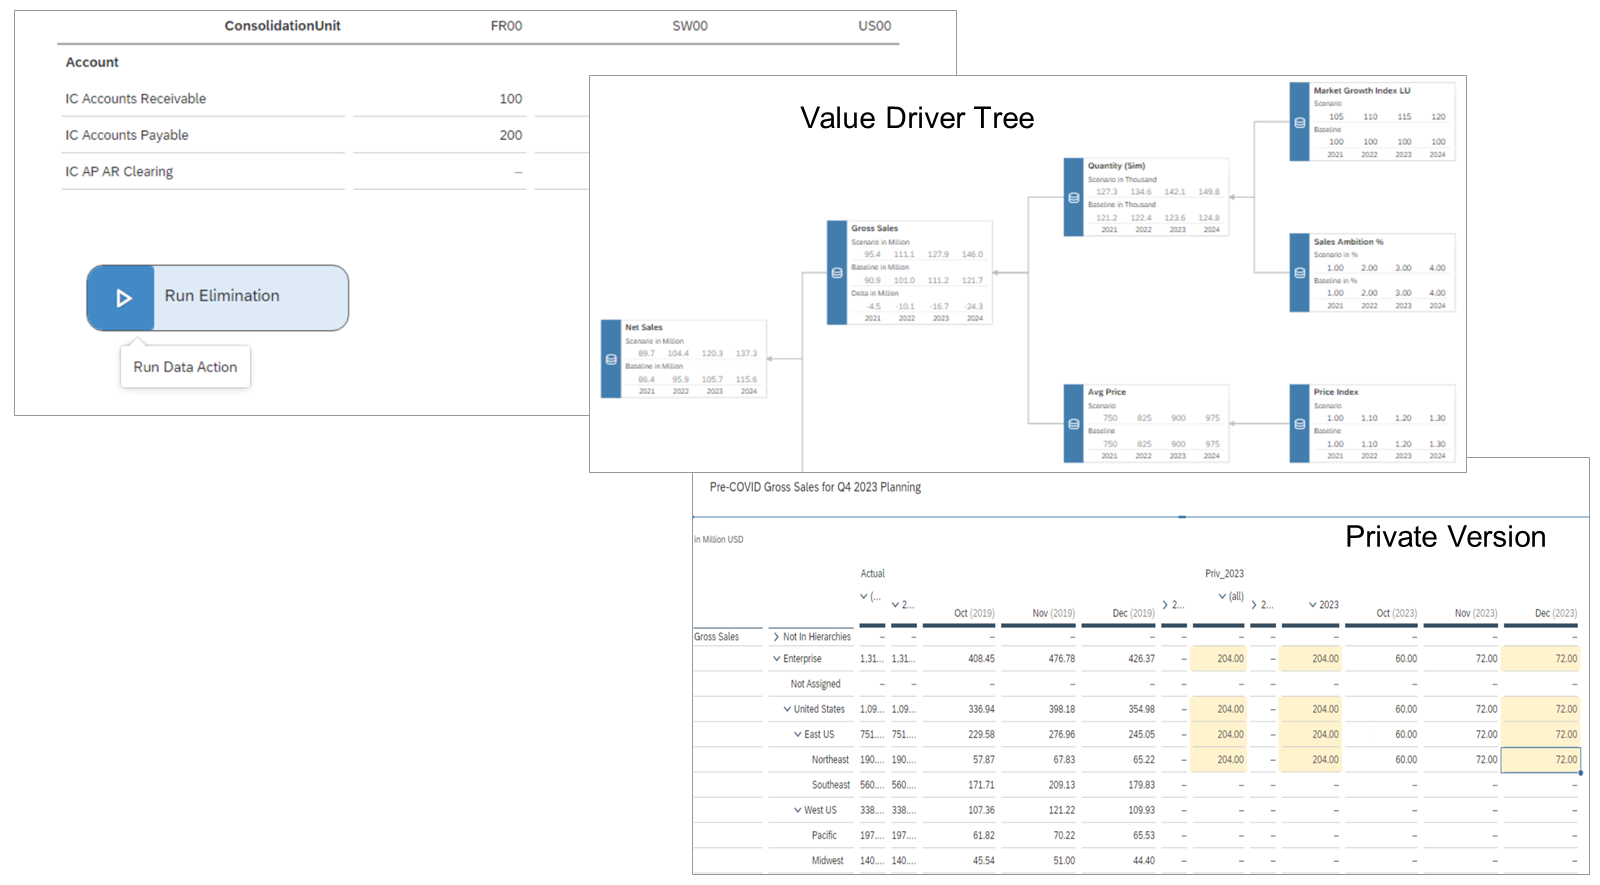 ConsolidationUnit FR00 SW00 US00
Account
IC Accounts Receivable 100
IC Accounts Payable 200
IC AP AR Clearing –
Run Elimination
Run Data Action
Value Driver Tree
Market Growth Index LU
Scenario
105 110 115 120
Baseline
100 100 100 100
2021 2022 2023 2024
Quantity (Sim)
Scenario in Thousand
127.3 134.6 142.1 149.8
Baseline in Thousand
121.2 122.4 123.6 124.8
2021 2022 2023 2024
Gross Sales
Scenario in Million
95.4 111.1 127.9 146.0
Baseline in Million
90.9 101.0 111.2 121.7
Delta in Million
-4.5 -10.1 -16.7 -24.3
2021 2022 2023 2024
Sales Ambition %
Scenario in %
1.00 2.00 3.00 4.00
Baseline in %
1.00 2.00 3.00 4.00
2021 2022 2023 2024
Net Sales
Scenario in Million
89.7 104.4 120.3 137.3
Baseline in Million
86.4 95.9 105.7 115.6
2021 2022 2023 2024
Avg Price
Scenario
750 825 900 975
Baseline
750 825 900 975
2021 2022 2023 2024
Price Index
Scenario
1.00 1.10 1.20 1.30
Baseline
1.00 1.10 1.20 1.30
2021 2022 2023 2024
Pre-COVID Gross Sales for Q4 2023 Planning
Private Version
in Million USD
Actual Priv_2023
(... 2... Oct (2019) Nov (2019) Dec (2019) 2... (all) 2... 2023 Oct (2023) Nov (2023) Dec (2023)
Gross Sales Not In Hierarchies – – – – – – – – – – – –
Enterprise 1,31... 1,31... 408.45 476.78 426.37 – 204.00 – 204.00 60.00 72.00 72.00
Not Assigned – – – – – – – – – – – –
United States 1,09... 1,09... 336.94 398.18 354.98 – 204.00 – 204.00 60.00 72.00 72.00
East US 751.... 751.... 229.58 276.96 245.05 – 204.00 – 204.00 60.00 72.00 72.00
Northeast 190.... 190.... 57.87 67.83 65.22 – 204.00 – 204.00 60.00 72.00 72.00
Southeast 560.... 560.... 171.71 209.13 179.83 – – – – – – –
West US 338.... 338.... 107.36 121.22 109.93 – – – – – – –
Pacific 197.... 197.... 61.82 70.22 65.53 – – – – – – –
Midwest 140.... 140.... 45.54 51.00 44.40 – – – – – – –